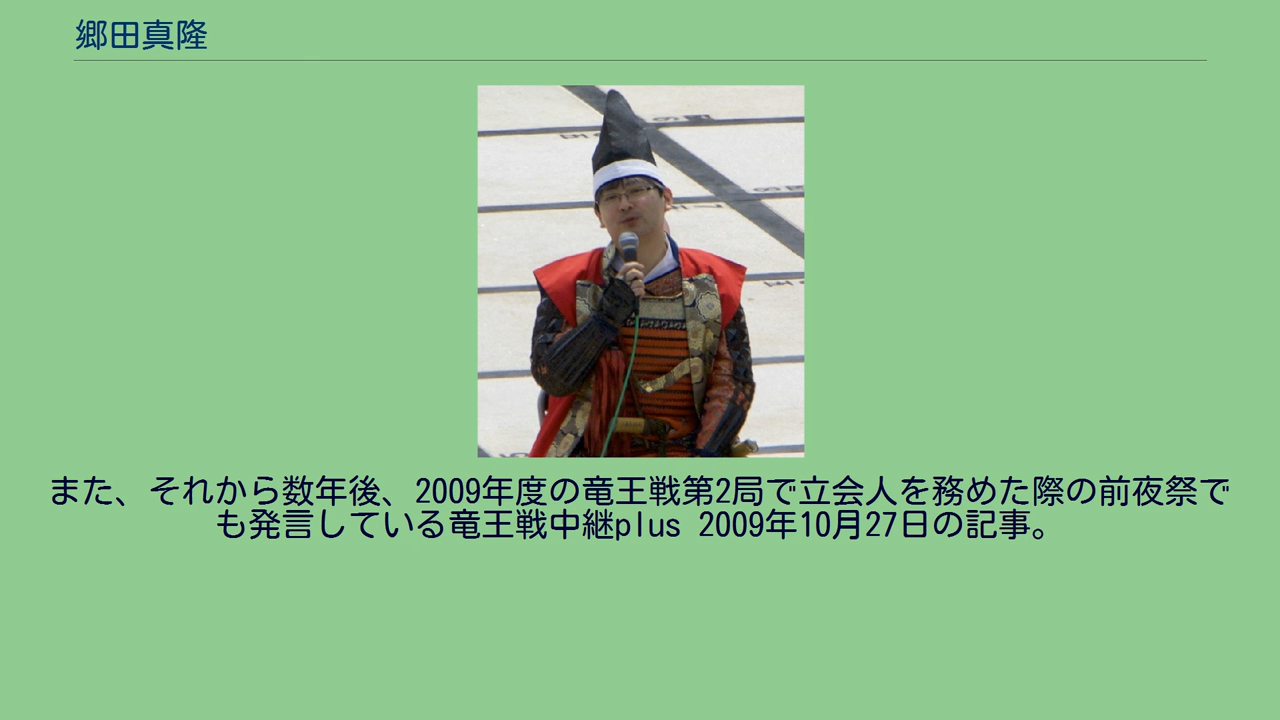 郷田真隆
また、それから数年後、2009年度の竜王戦第2局で立会人を務めた際の前夜祭で
も発言している竜王戦中継plus 2009年10月27日の記事。